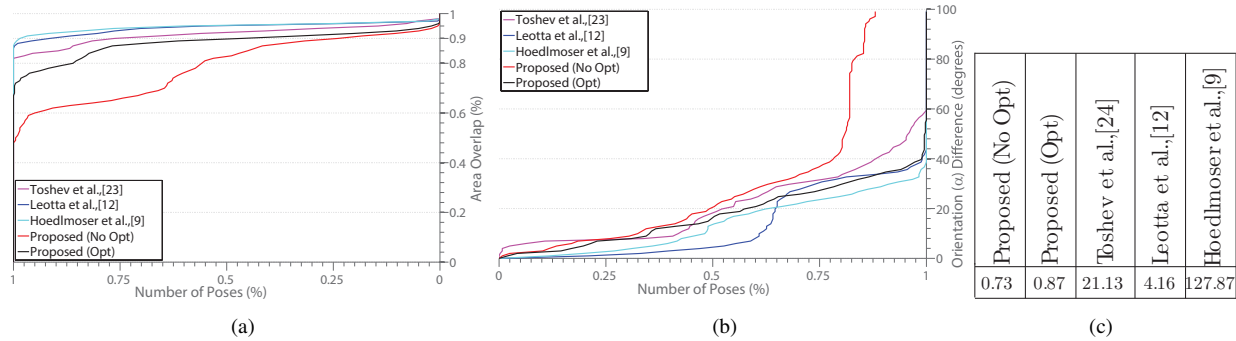 1
0.9
0.8
0.6
0.4
0.2
0
Area Overlap (%)
Toshev et al.,[23]
Leotta et al.,[12]
Hoedlmoser et al.,[9]
Proposed (No Opt)
Proposed (Opt)
1
0.75
0.5
0.25
0
Number of Poses (%)
(a)
Toshev et al.,[23]
Leotta et al.,[12]
Hoedlmoser et al.,[9]
Proposed (No Opt)
Proposed (Opt)
100
80
60
40
20
0
Orientation (α) Difference (degrees)
0
0.25
0.5
0.75
1
Number of Poses (%)
(b)
Proposed (No Opt)
Proposed (Opt)
Toshev et al.,[24]
Leotta et al.,[12]
Hoedlmoser et al.,[9]
0.73 0.87 21.13 4.16 127.87
(c)